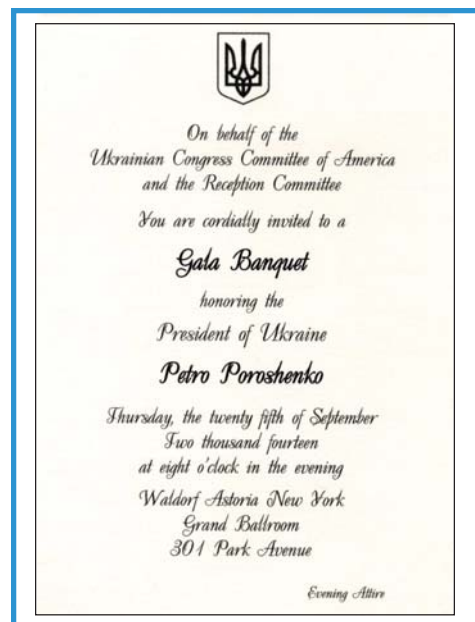 On behalf of the
Ukrainian Congress Committee of America
and the Reception Committee
You are cordially invited to a
Gala Banquet
honoring the
President of Ukraine
Petro Poroshenko
Thursday, the twenty fifth of September
Two thousand fourteen
at eight o'clock in the evening
Waldorf Astoria New York
Grand Ballroom
301 Park Avenue
Evening Attire